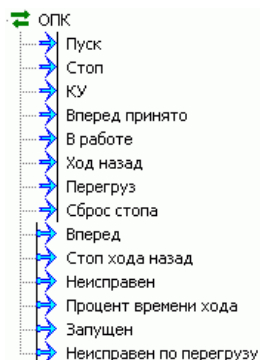 ОПК
Пуск
Стоп
КУ
Вперед принято
В работе
Ход назад
Перегруз
Сброс стопа
Вперед
Стоп хода назад
Неисправен
Процент времени хода
Запущен
Неисправен по перегрузу